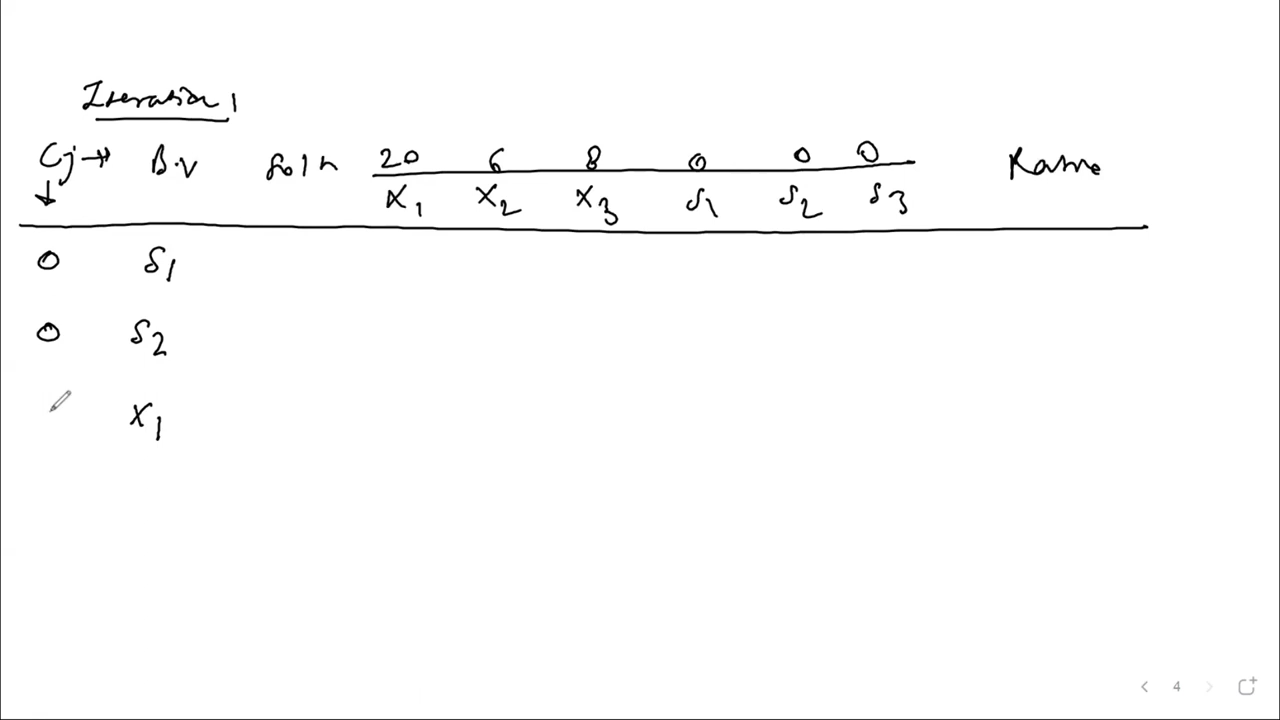 Iteration 1
Cj→ B.V Soln 20 6 8 0 0 0 Ratio
↓ X1 X2 X3 S1 S2 S3
0 S1
0 S2
X1
4